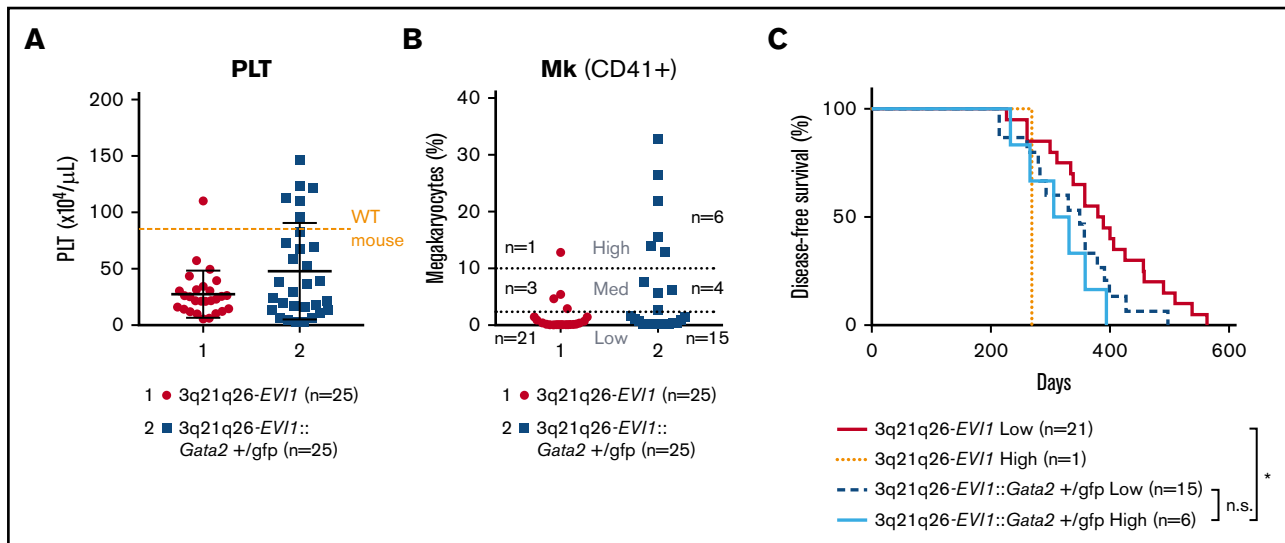 A
PLT
PLT (x10⁴/µL)
200
150
100
50
0
WT
mouse
1
2
1 3q21q26-EVI1 (n=25)
2 3q21q26-EVI1::
Gata2 +/gfp (n=25)
B
Mk (CD41+)
Megakaryocytes (%)
40
30
20
10
0
n=6
n=1 High
n=3 Med n=4
n=21 Low n=15
1
2
1 3q21q26-EVI1 (n=25)
2 3q21q26-EVI1::
Gata2 +/gfp (n=25)
C
Disease-free survival (%)
100
50
0
0 200 400 600
Days
3q21q26-EVI1 Low (n=21)
3q21q26-EVI1 High (n=1)
3q21q26-EVI1::Gata2 +/gfp Low (n=15)
3q21q26-EVI1::Gata2 +/gfp High (n=6)
n.s.
*